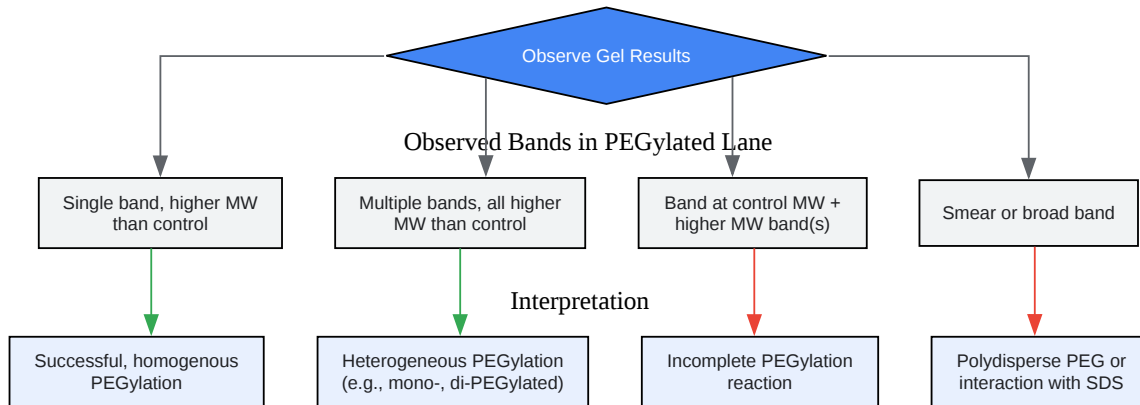 Observe Gel Results
Observed Bands in PEGylated Lane
Single band, higher MW
than control
Multiple bands, all higher
MW than control
Band at control MW +
higher MW band(s)
Smear or broad band
Interpretation
Successful, homogenous
PEGylation
Heterogeneous PEGylation
(e.g., mono-, di-PEGylated)
Incomplete PEGylation
reaction
Polydisperse PEG or
interaction with SDS